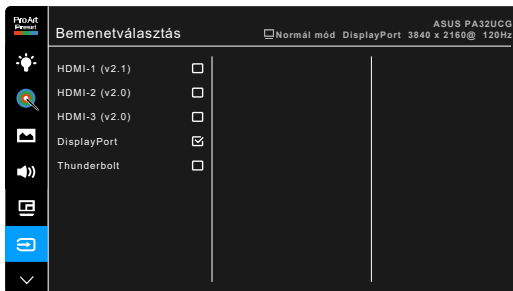 ProArt
Preset
Bemenetválasztás
ASUS PA32UCG
Normál mód DisplayPort 3840 x 2160@ 120Hz
HDMI-1 (v2.1)
HDMI-2 (v2.0)
HDMI-3 (v2.0)
DisplayPort
Thunderbolt